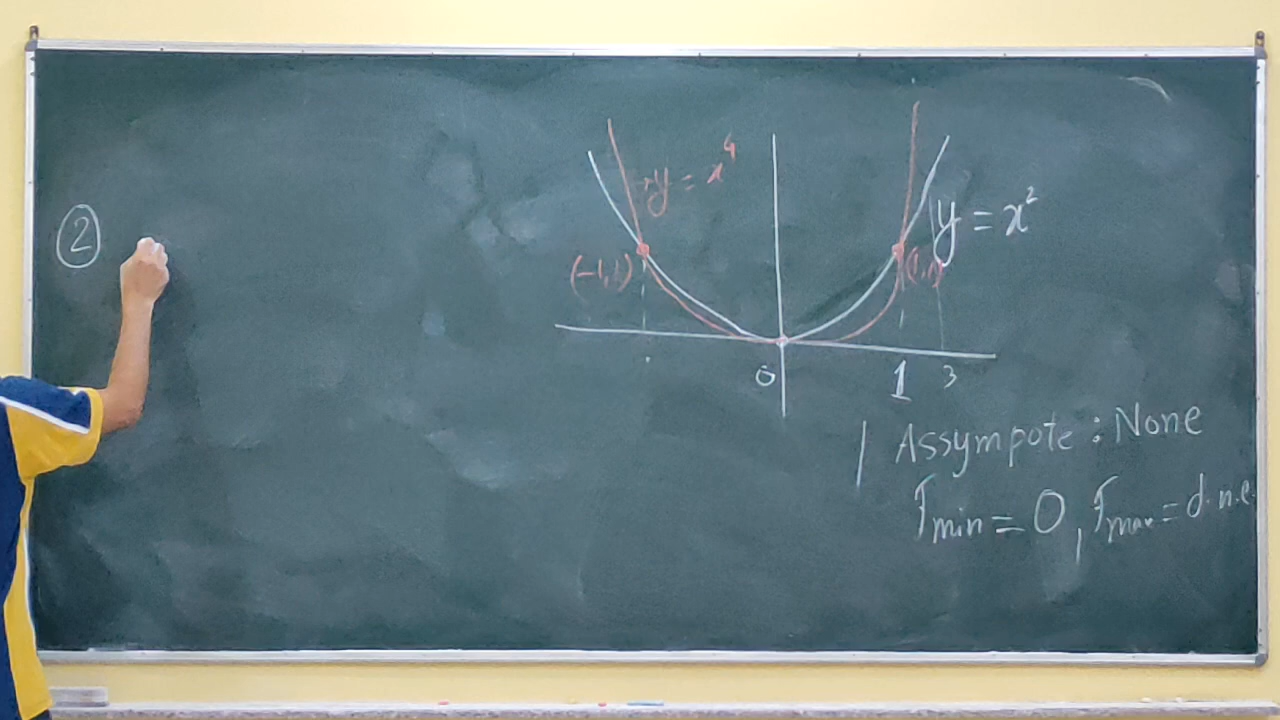 ②
y = x⁴
y = x²
(-1,1)
(1,1)
0
1
3
Assympote : None
Fmin = 0, Fmax = d.n.e.